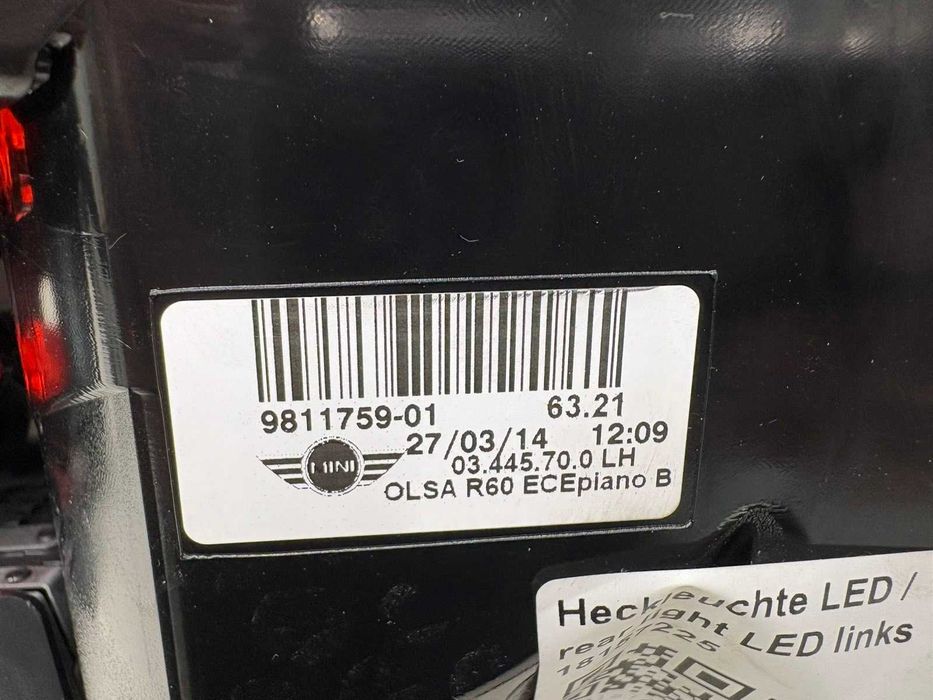 9811759-01 63.21
27/03/14 12:09
MINI
03.445.70.0 LH
OLSA R60 ECEpiano B
Heckleuchte LED /
rear light LED links